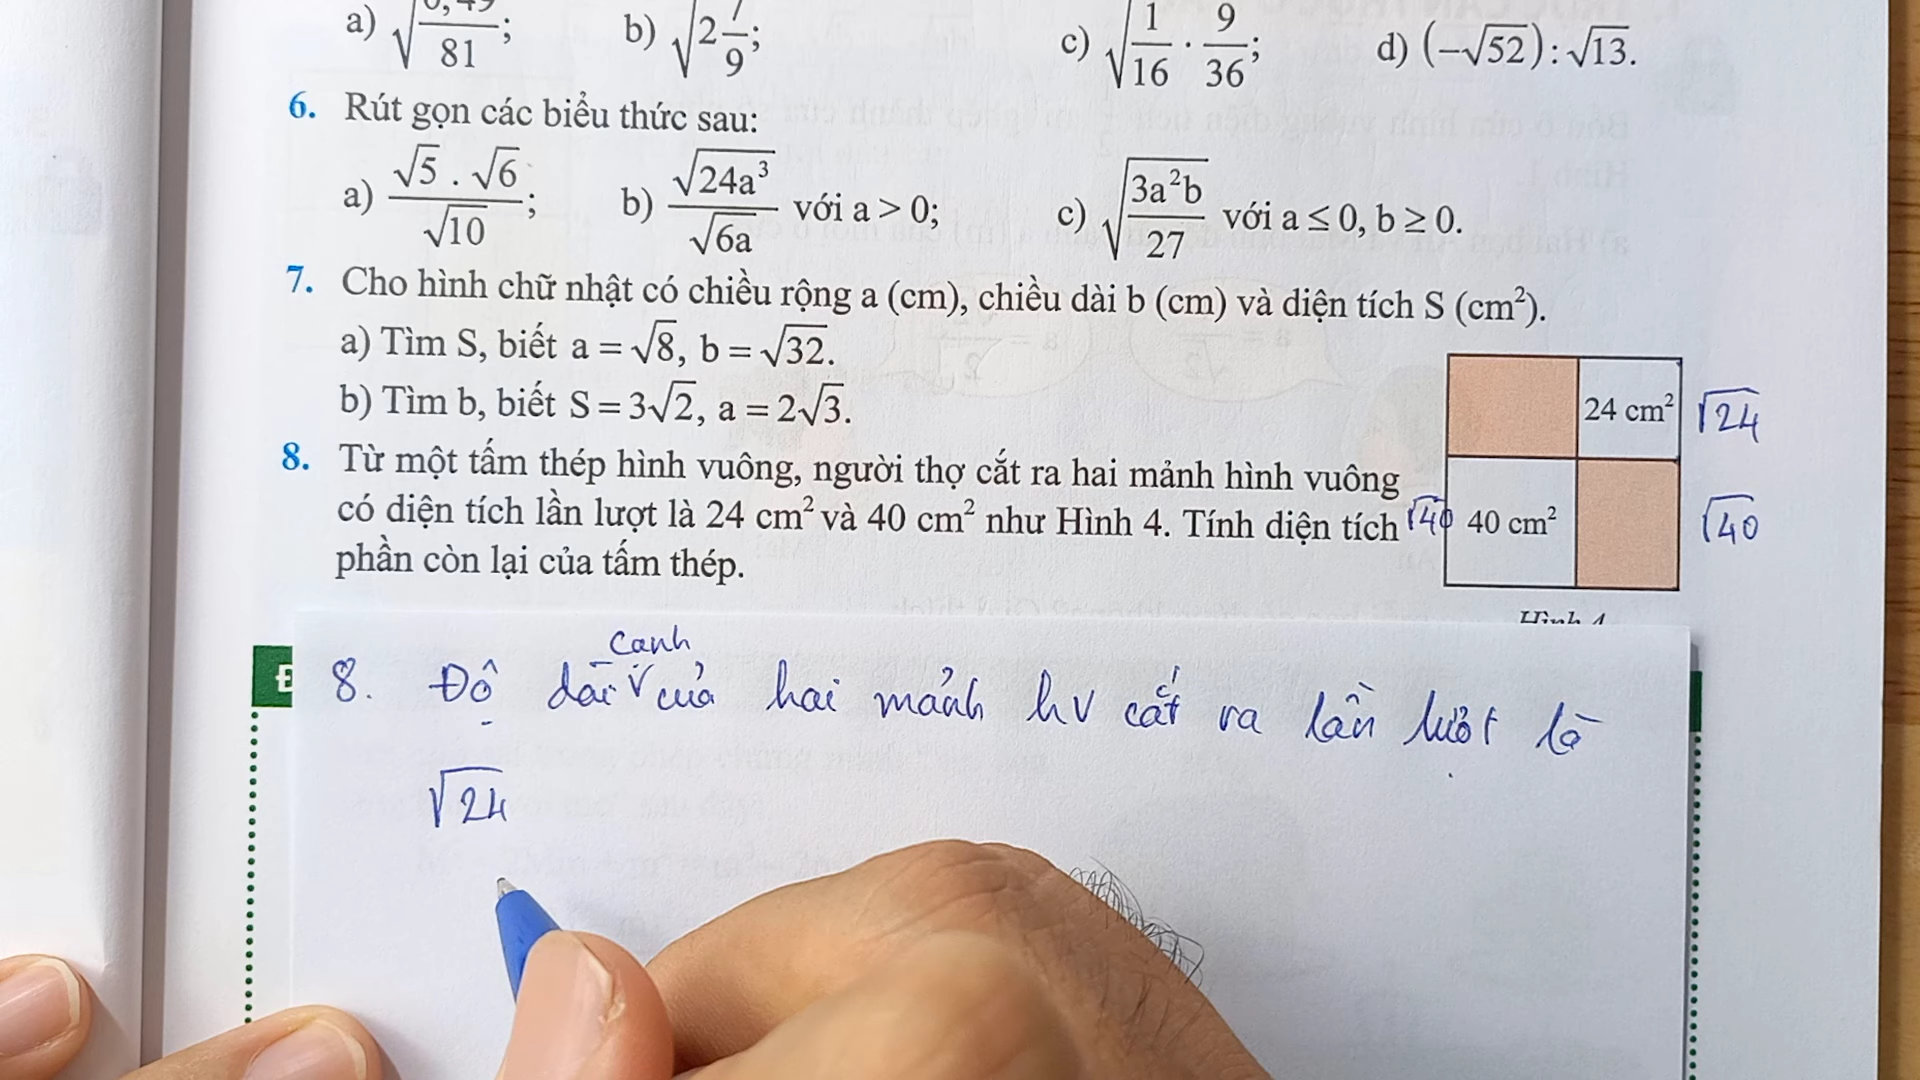 a) √(0,49/81); b) √(2 7/9); c) √(1/16 · 9/36); d) (−√52) : √13.
6. Rút gọn các biểu thức sau:
a) (√5 . √6)/√10; b) √(24a³)/√(6a) với a > 0; c) √(3a²b/27) với a ≤ 0, b ≥ 0.
7. Cho hình chữ nhật có chiều rộng a (cm), chiều dài b (cm) và diện tích S (cm²).
a) Tìm S, biết a = √8, b = √32.
b) Tìm b, biết S = 3√2, a = 2√3.
8. Từ một tấm thép hình vuông, người thợ cắt ra hai mảnh hình vuông
có diện tích lần lượt là 24 cm² và 40 cm² như Hình 4. Tính diện tích
phần còn lại của tấm thép.
24 cm² √24
√40 40 cm² √40
Hình 4
Đ
cạnh
8. Độ dài v của hai mảnh hv cắt ra lần lượt là
√24